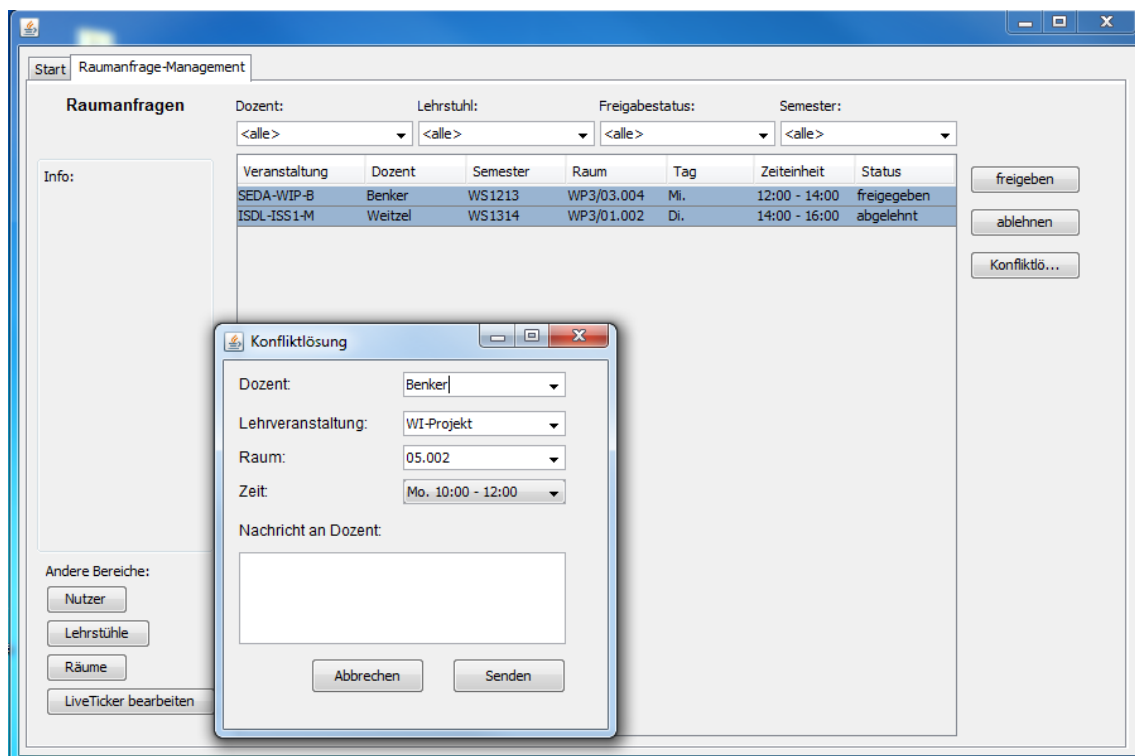 Start Raumanfrage-Management
Raumanfragen
Dozent: Lehrstuhl: Freigabestatus: Semester:
<alle> <alle> <alle> <alle>
Info:
Veranstaltung Dozent Semester Raum Tag Zeiteinheit Status
SEDA-WIP-B Benker WS1213 WP3/03.004 Mi. 12:00 - 14:00 freigegeben
ISDL-ISS1-M Weitzel WS1314 WP3/01.002 Di. 14:00 - 16:00 abgelehnt
freigeben
ablehnen
Konfliktlö...
Konfliktlösung
Dozent: Benker
Lehrveranstaltung: WI-Projekt
Raum: 05.002
Zeit: Mo. 10:00 - 12:00
Nachricht an Dozent:
Abbrechen Senden
Andere Bereiche:
Nutzer
Lehrstühle
Räume
LiveTicker bearbeiten